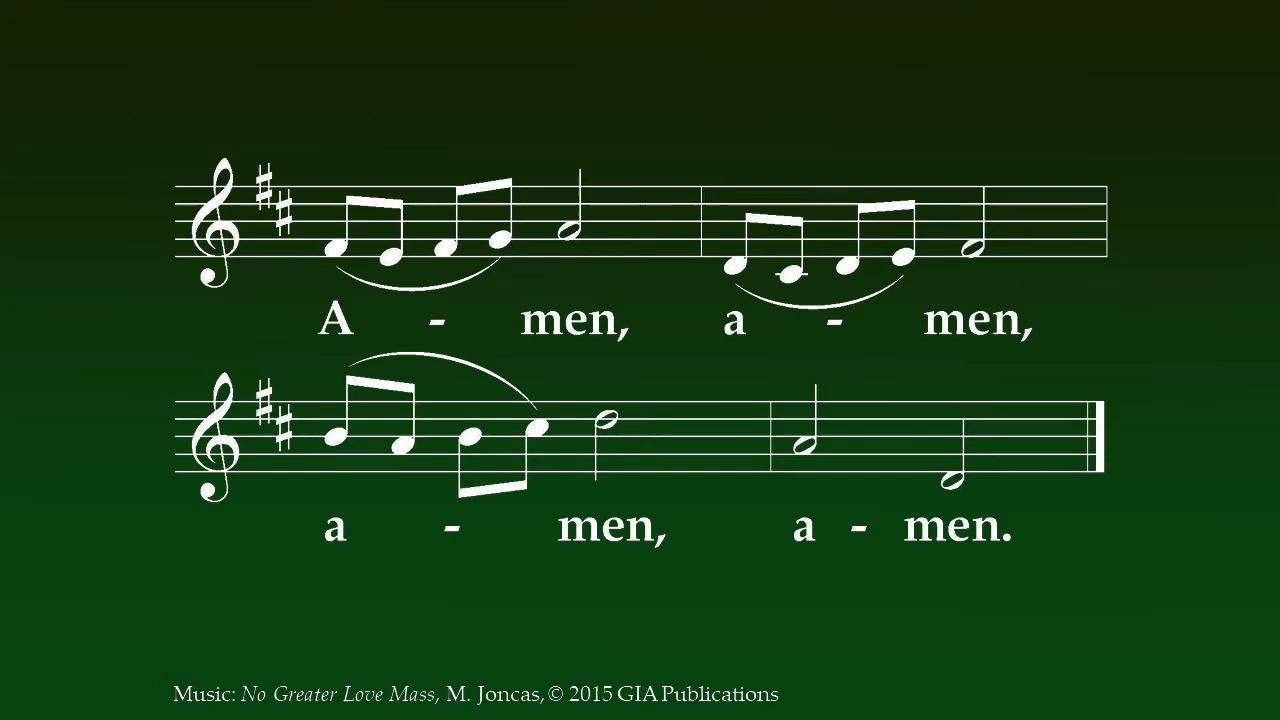 A - men, a - men,
a - men, a - men.
Music: No Greater Love Mass, M. Joncas, © 2015 GIA Publications